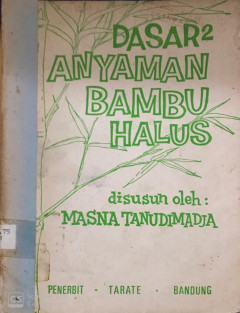 DASAR2
ANYAMAN
BAMBU
HALUS
disusun oleh:
MASNA TANUDIMADJA
PENERBIT - TARATE - BANDUNG